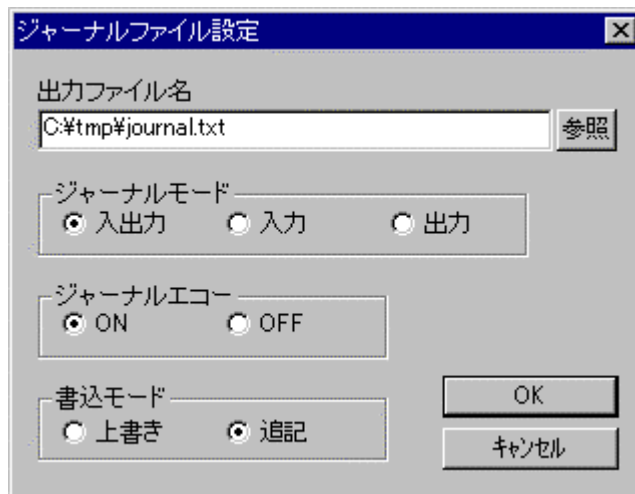 ジャーナルファイル設定
出力ファイル名
C:¥tmp¥journal.txt 参照
ジャーナルモード
入出力 入力 出力
ジャーナルエコー
ON OFF
書込モード
上書き 追記
OK
ｷｬﾝｾﾙ